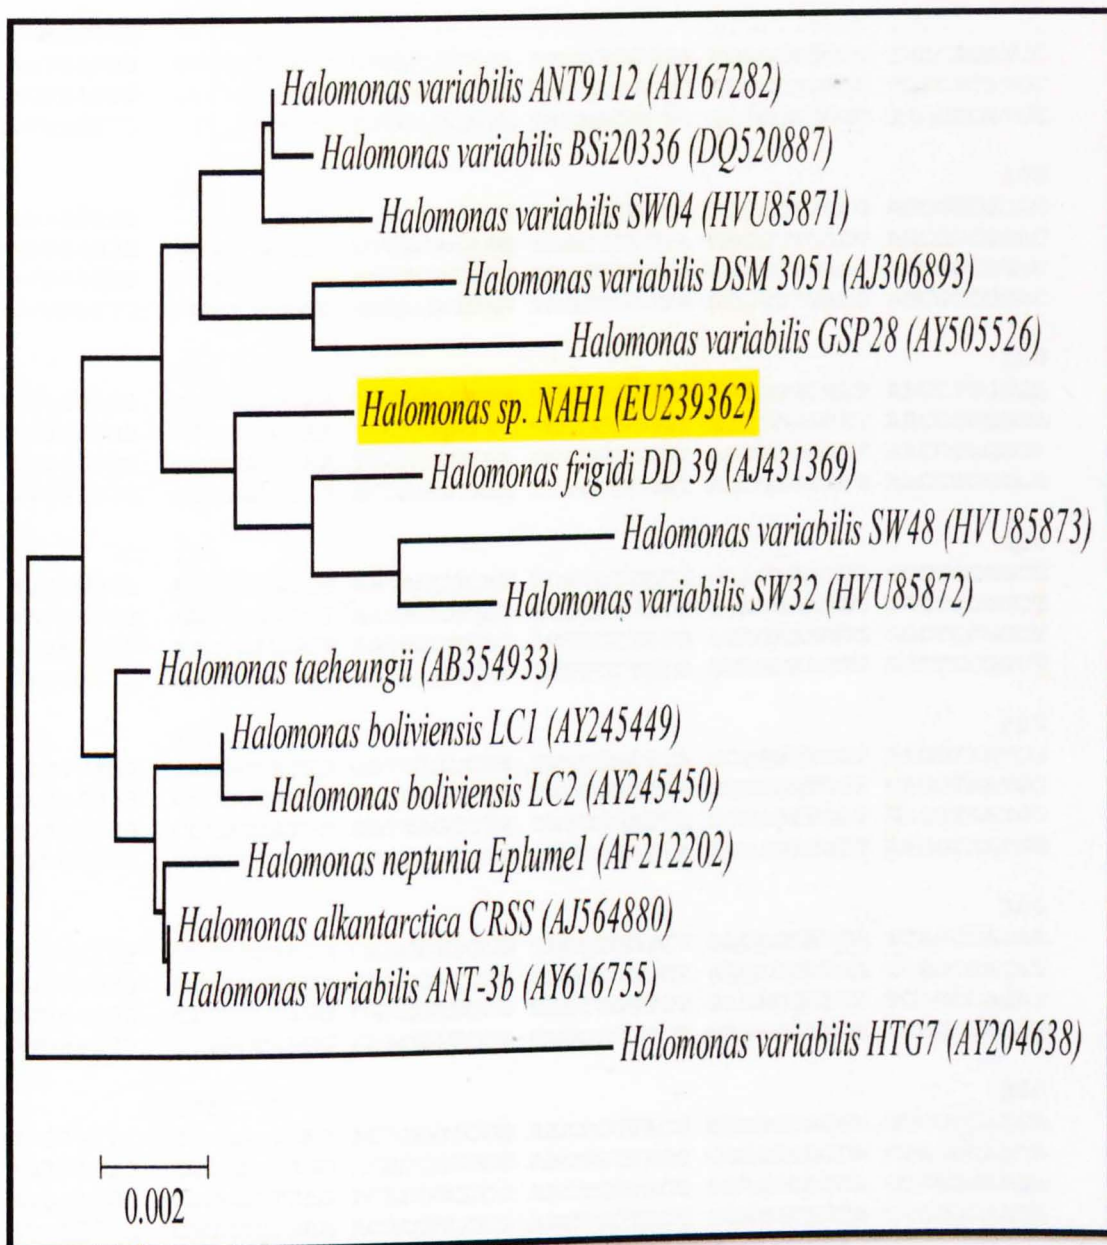 Halomonas variabilis ANT9112 (AY167282)
Halomonas variabilis BSi20336 (DQ520887)
Halomonas variabilis SW04 (HVU85871)
Halomonas variabilis DSM 3051 (AJ306893)
Halomonas variabilis GSP28 (AY505526)
Halomonas sp. NAH1 (EU239362)
Halomonas frigidi DD 39 (AJ431369)
Halomonas variabilis SW48 (HVU85873)
Halomonas variabilis SW32 (HVU85872)
Halomonas taeheungii (AB354933)
Halomonas boliviensis LC1 (AY245449)
Halomonas boliviensis LC2 (AY245450)
Halomonas neptunia Eplume1 (AF212202)
Halomonas alkantarctica CRSS (AJ564880)
Halomonas variabilis ANT-3b (AY616755)
Halomonas variabilis HTG7 (AY204638)
0.002